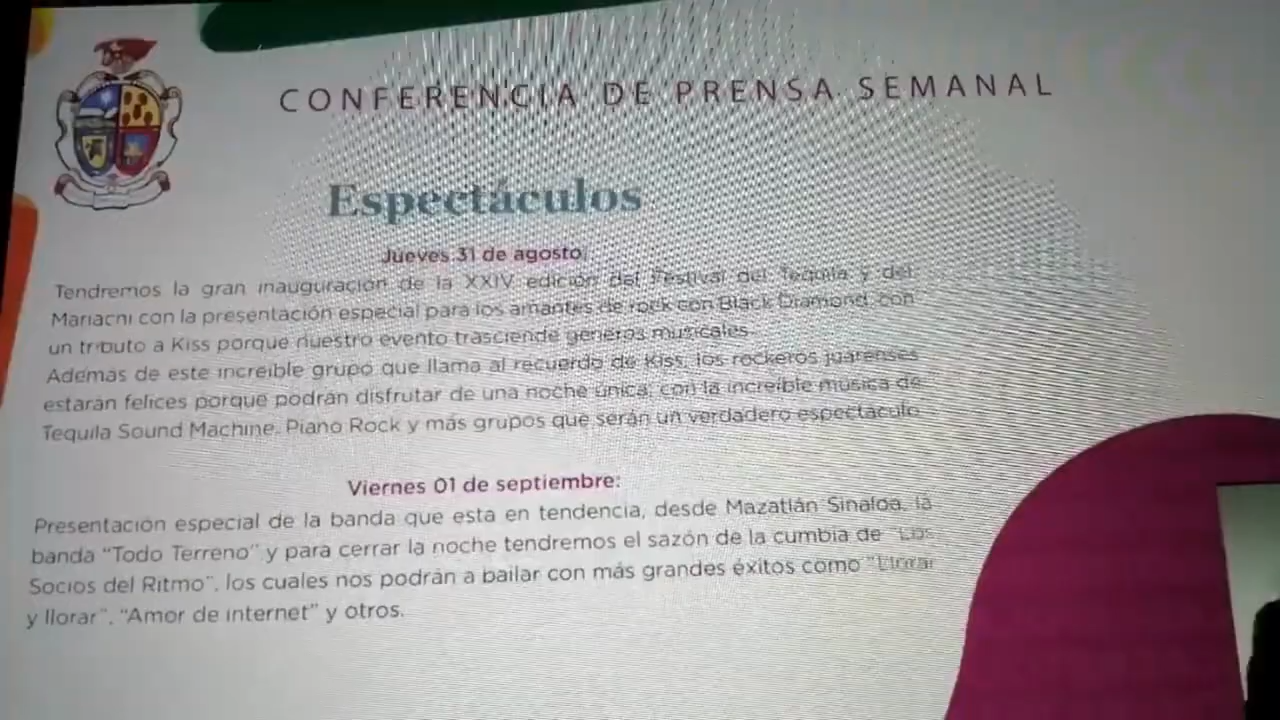 CONFERENCIA DE PRENSA SEMANAL
Espectáculos
Jueves 31 de agosto:
Tendremos la gran inauguración de la XXIV edición del Festival del Tequila y del
Mariachi con la presentación especial para los amantes de rock con Black Diamond, con
un tributo a Kiss porque nuestro evento trasciende generos musicales.
Además de este increíble grupo que llama al recuerdo de Kiss, los rockeros juarenses
estarán felices porque podrán disfrutar de una noche única, con la increíble música de
Tequila Sound Machine, Piano Rock y más grupos que serán un verdadero espectáculo.
Viernes 01 de septiembre:
Presentación especial de la banda que esta en tendencia, desde Mazatlán Sinaloa, la
banda "Todo Terreno" y para cerrar la noche tendremos el sazón de la cumbia de "Los
Socios del Ritmo", los cuales nos podrán a bailar con más grandes éxitos como "Llorar
y llorar", "Amor de internet" y otros.